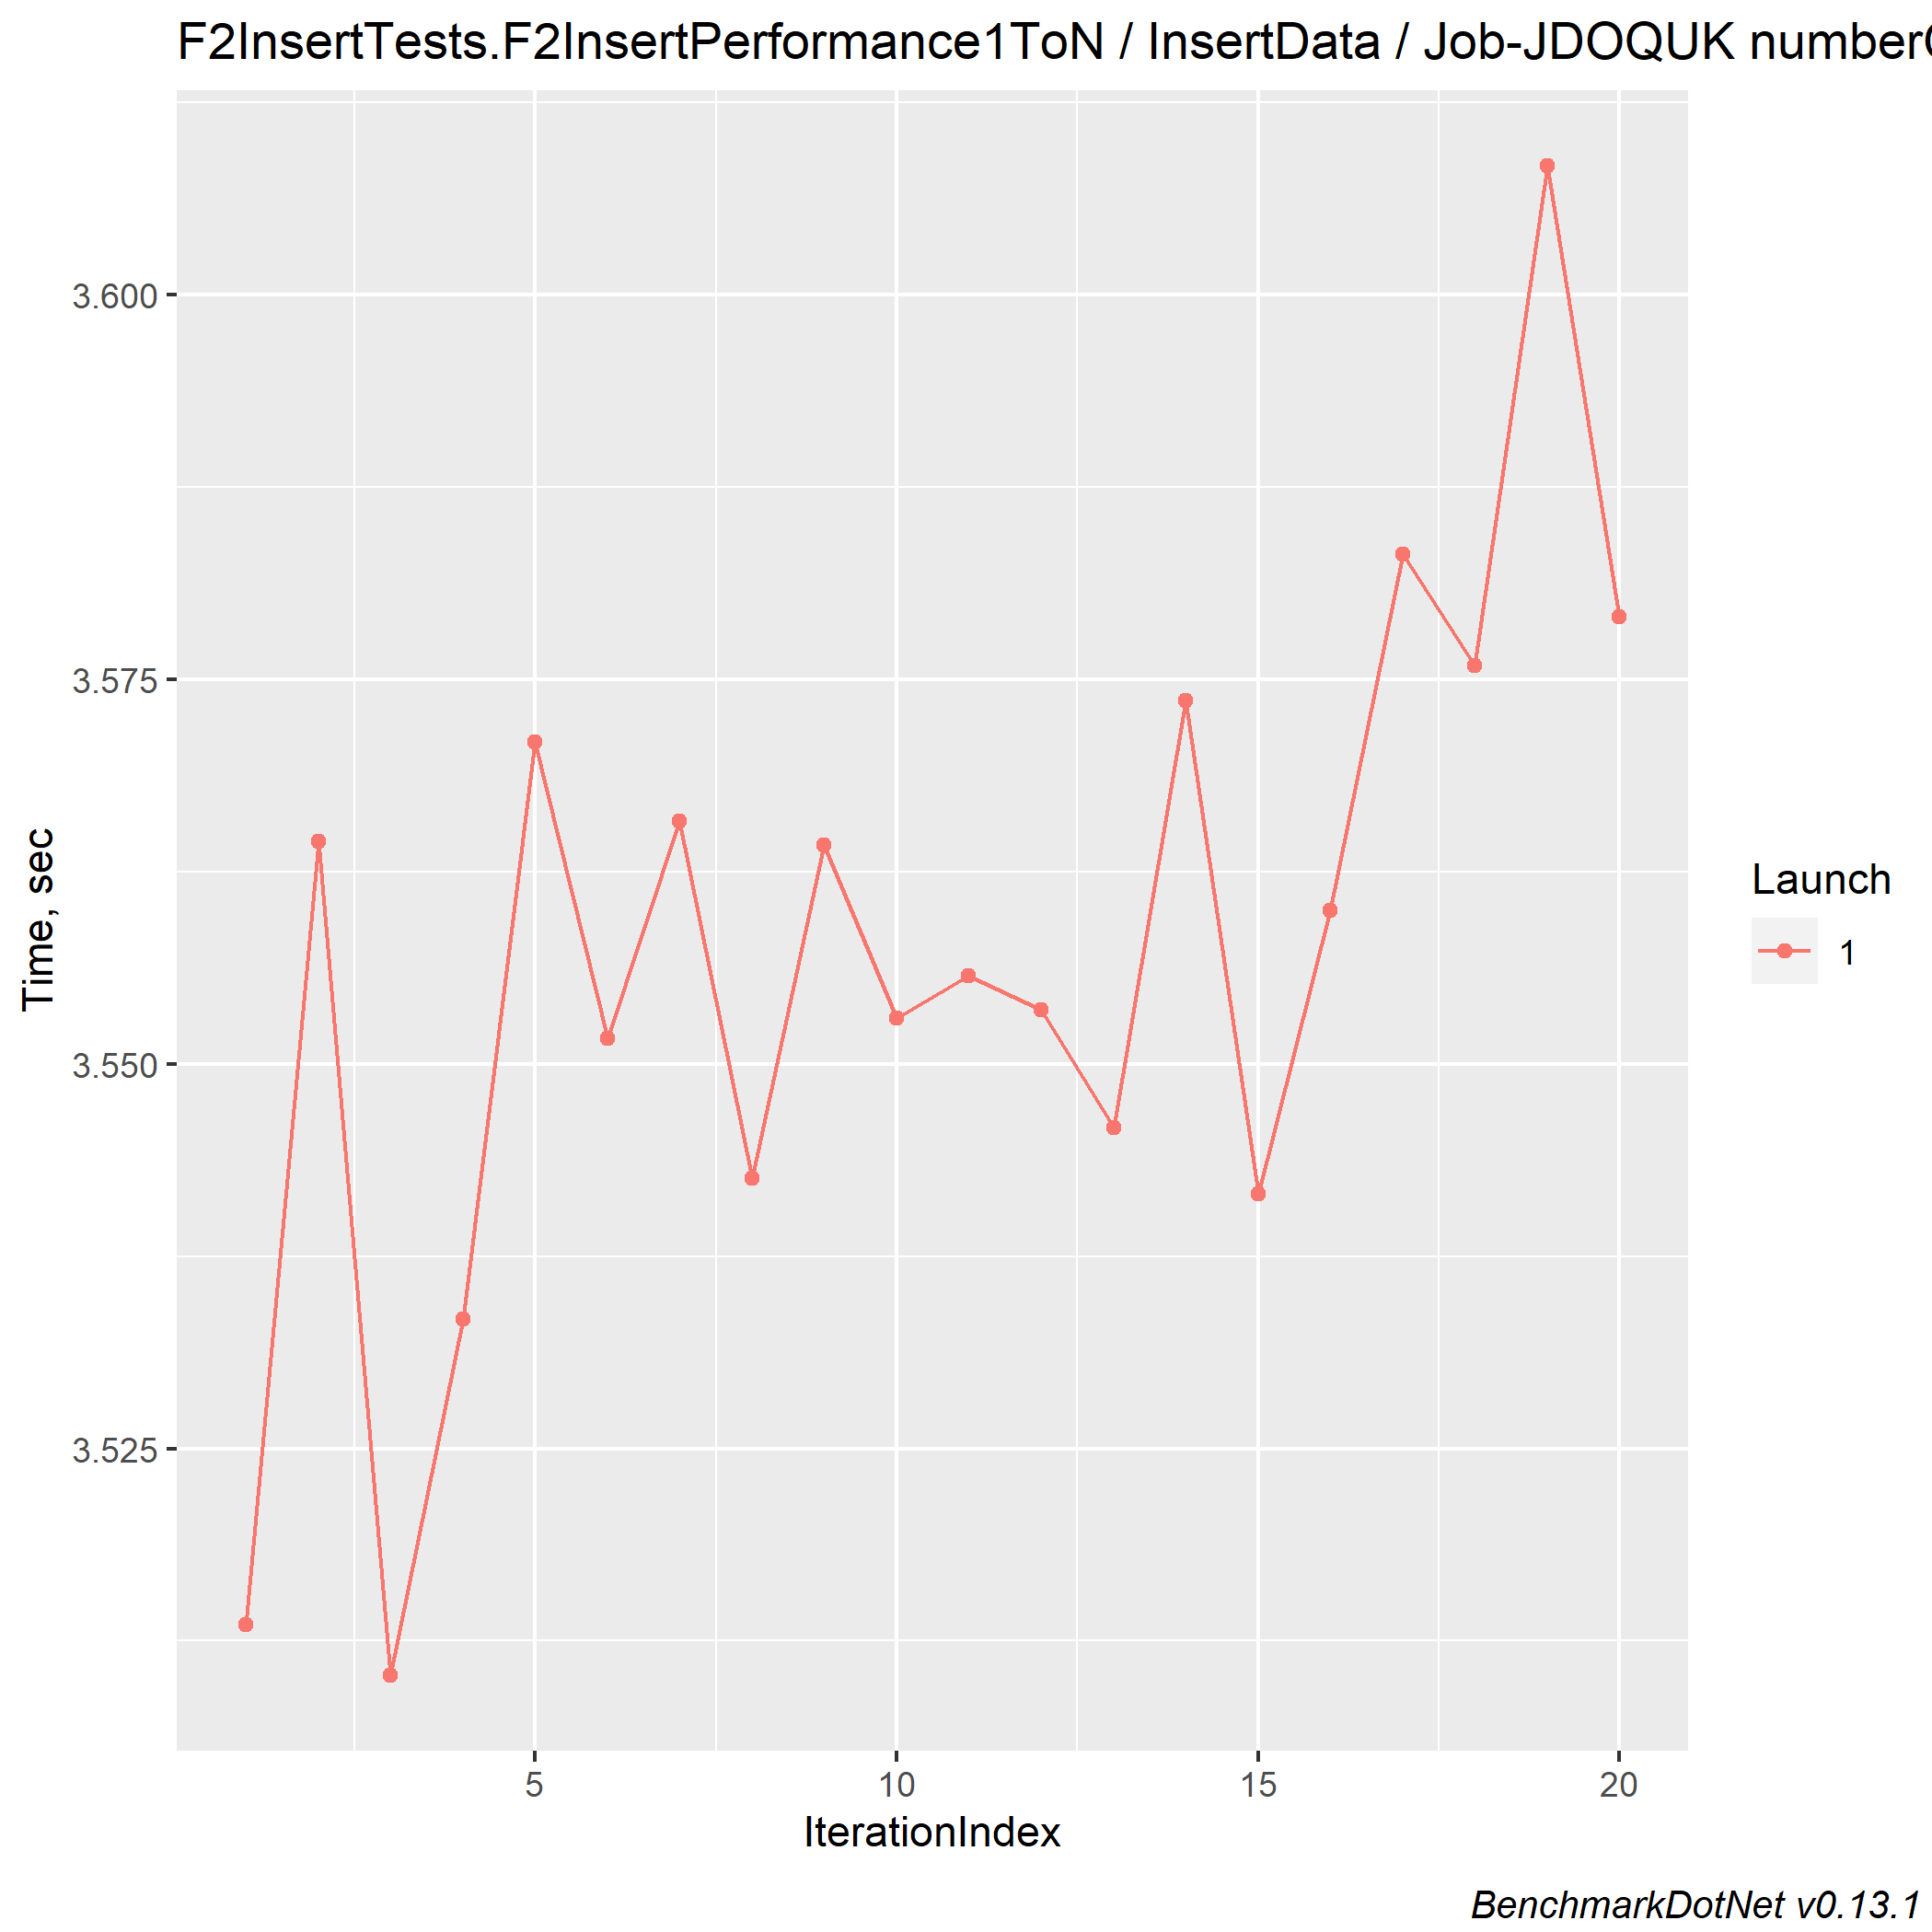 F2InsertTests.F2InsertPerformance1ToN / InsertData / Job-JDOQUK
3.600
3.575
3.550
3.525
Time, sec
5 10 15 20
IterationIndex
Launch
1
BenchmarkDotNet v0.13.1